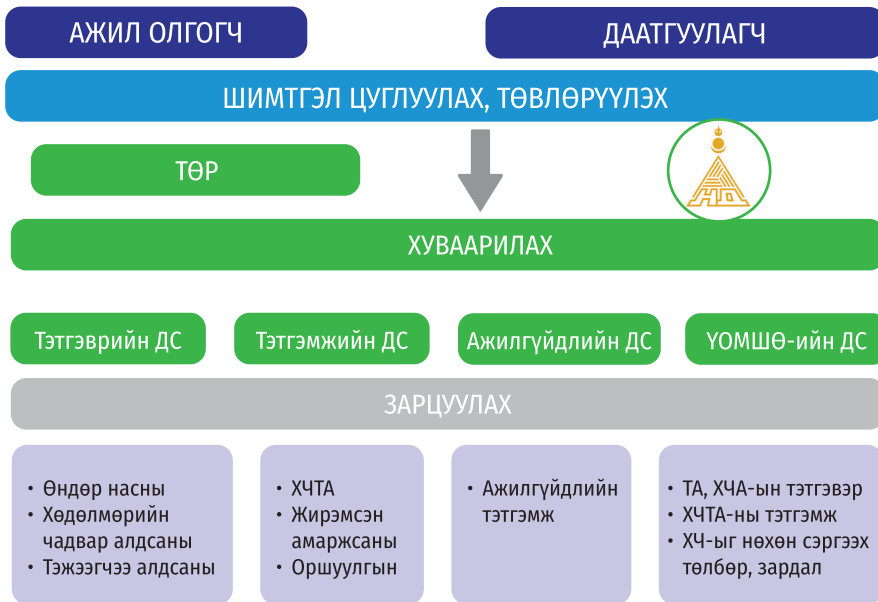 АЖИЛ ОЛГОГЧ
ДААТГУУЛАГЧ
ШИМТГЭЛ ЦУГЛУУЛАХ, ТӨВЛӨРҮҮЛЭХ
ТӨР
ХУВААРИЛАХ
Тэтгэврийн ДС
Тэтгэмжийн ДС
Ажилгүйдлийн ДС
ҮОМШӨ-ийн ДС
ЗАРЦУУЛАХ
• Өндөр насны
• Хөдөлмөрийн
чадвар алдсаны
• Тэжээгчээ алдсаны
• ХЧТА
• Жирэмсэн
амаржсаны
• Оршуулгын
• Ажилгүйдлийн
тэтгэмж
• ТА, ХЧА-ын тэтгэвэр
• ХЧТА-ны тэтгэмж
• ХЧ-ыг нөхөн сэргээх
төлбөр, зардал